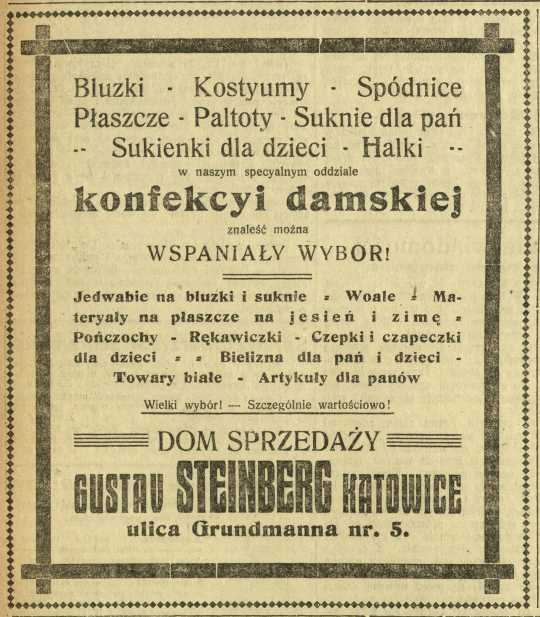 Bluzki - Kostyumy - Spódnice
Płaszcze - Paltoty - Suknie dla pań
-- Sukienki dla dzieci - Halki --
w naszym specyalnym oddziale
konfekcyi damskiej
znaleść można
WSPANIAŁY WYBOR!
Jedwabie na bluzki i suknie = Woale = Ma-
teryały na płaszcze na jesień i zimę =
Pończochy - Rękawiczki - Czepki i czapeczki
dla dzieci = = Bielizna dla pań i dzieci -
Towary białe - Artykuły dla panów
Wielki wybór! — Szczególnie wartościowo!
DOM SPRZEDAŻY
GUSTAV STEINBERG KATOWICE
ulica Grundmanna nr. 5.